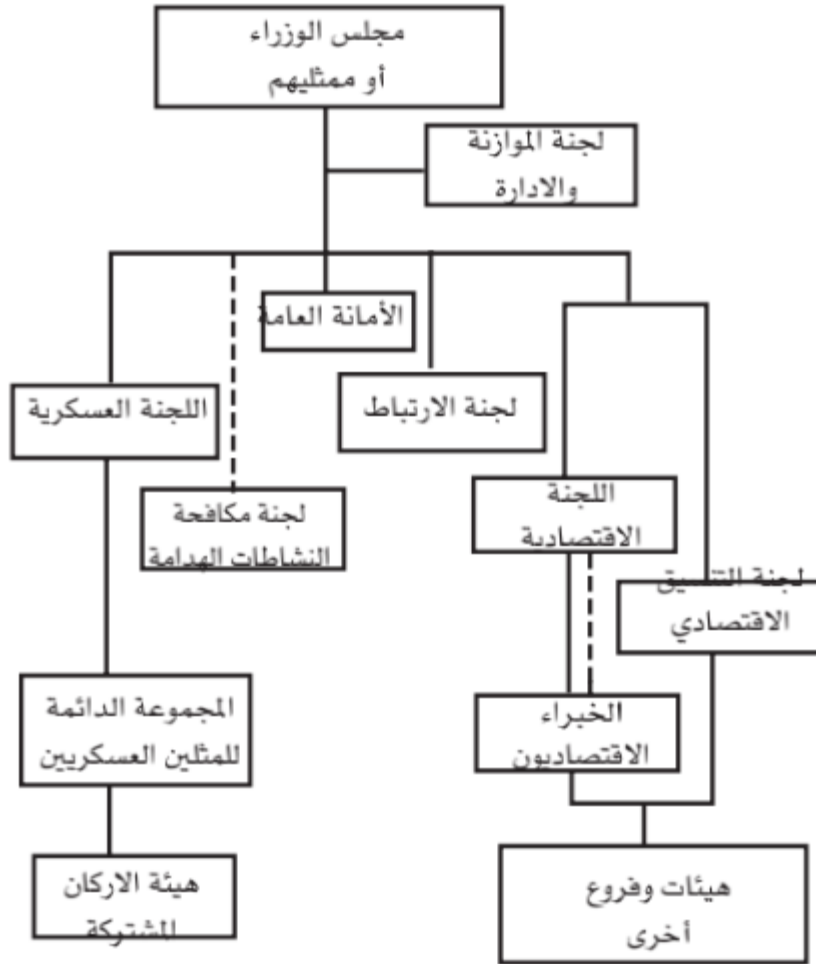 مجلس الوزراء
أو ممثليهم
لجنة الموازنة
والادارة
الأمانة العامة
لجنة الارتباط
اللجنة العسكرية
اللجنة
الاقتصادية
لجنة مكافحة
النشاطات الهدامة
لجنة التنسيق
الاقتصادي
المجموعة الدائمة
للمثلين العسكريين
الخبراء
الاقتصاديون
هيئة الاركان
المشتركة
هيئات وفروع
أخرى